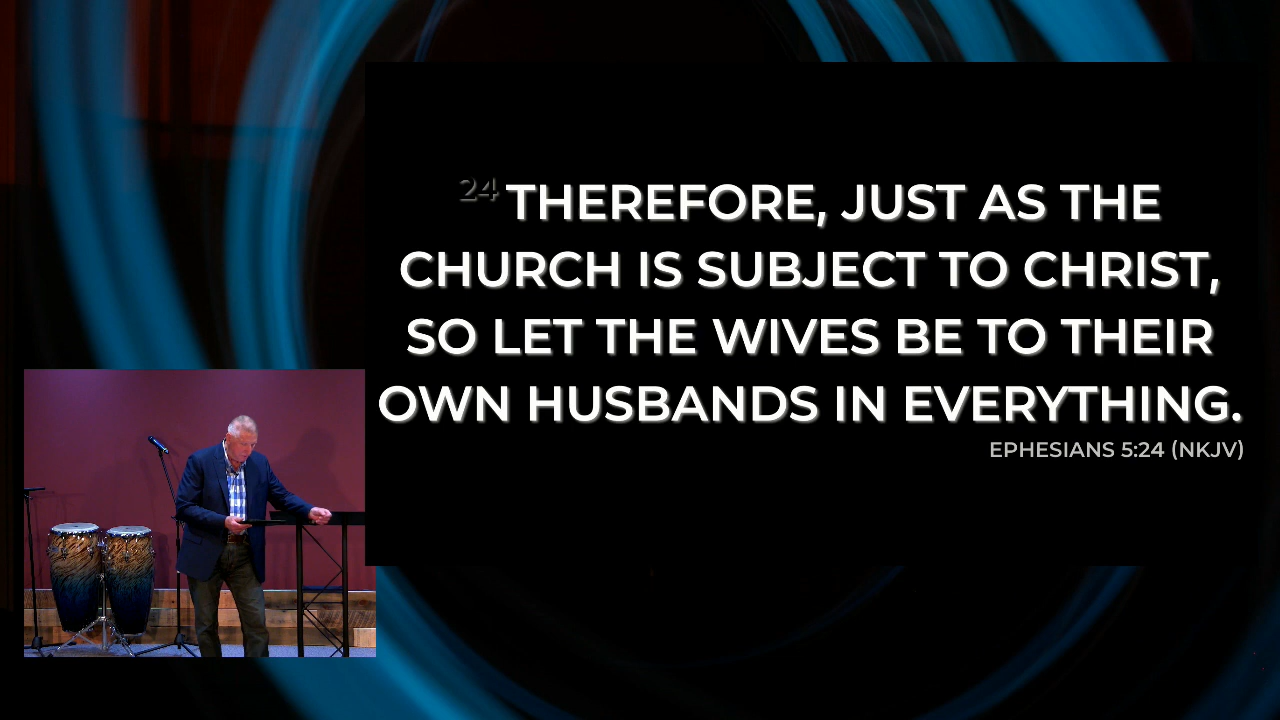 24 THEREFORE, JUST AS THE
CHURCH IS SUBJECT TO CHRIST,
SO LET THE WIVES BE TO THEIR
OWN HUSBANDS IN EVERYTHING.
EPHESIANS 5:24 (NKJV)